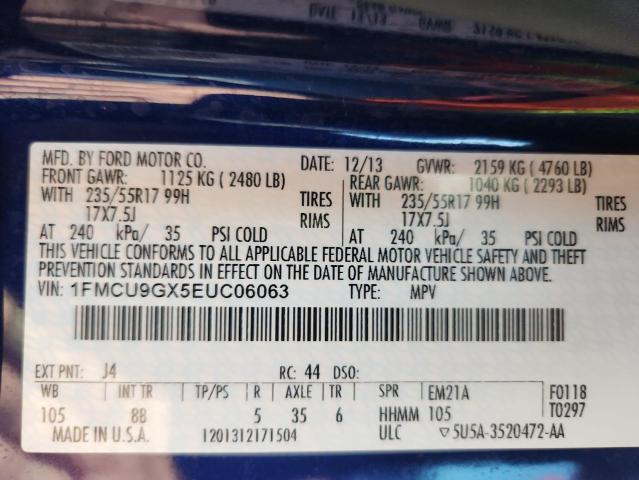 MFD. BY FORD MOTOR CO. DATE: 12/13 GVWR: 2159 KG ( 4760 LB)
FRONT GAWR: 1125 KG ( 2480 LB) REAR GAWR: 1040 KG ( 2293 LB)
WITH 235/55R17 99H TIRES WITH 235/55R17 99H TIRES
17X7.5J RIMS 17X7.5J RIMS
AT 240 kPa/ 35 PSI COLD AT 240 kPa/ 35 PSI COLD
THIS VEHICLE CONFORMS TO ALL APPLICABLE FEDERAL MOTOR VEHICLE SAFETY AND THEFT
PREVENTION STANDARDS IN EFFECT ON THE DATE OF MANUFACTURE SHOWN ABOVE.
VIN: 1FMCU9GX5EUC06063 TYPE: MPV
EXT PNT: J4 RC: 44 DSO:
WB INT TR TP/PS R AXLE TR SPR EM21A F0118
105 8B 5 35 6 HHMM 105 T0297
MADE IN U.S.A. 1201312171504 ULC ▽5U5A-3520472-AA